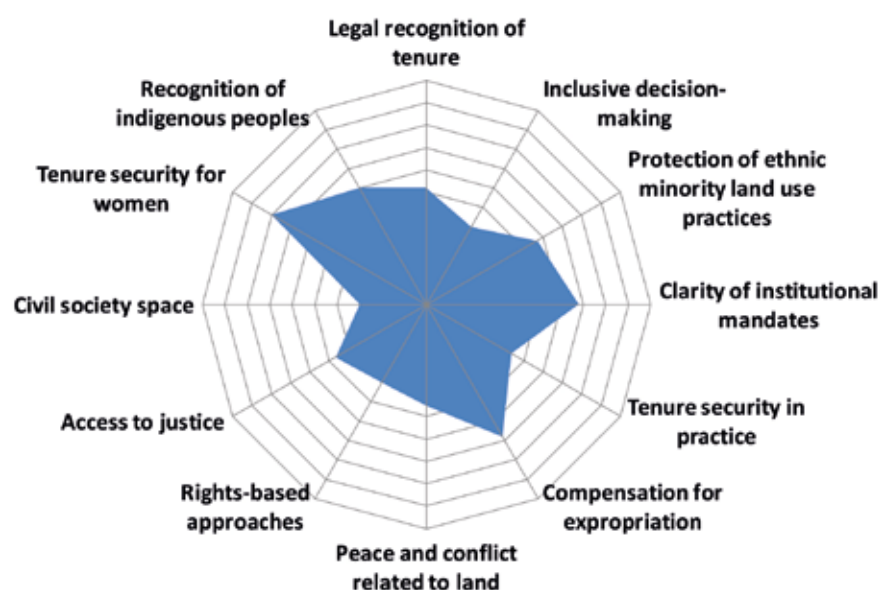 Legal recognition of
tenure
Inclusive decision-
making
Protection of ethnic
minority land use
practices
Clarity of institutional
mandates
Tenure security in
practice
Compensation for
expropriation
Peace and conflict
related to land
Rights-based
approaches
Access to justice
Civil society space
Tenure security for
women
Recognition of
indigenous peoples